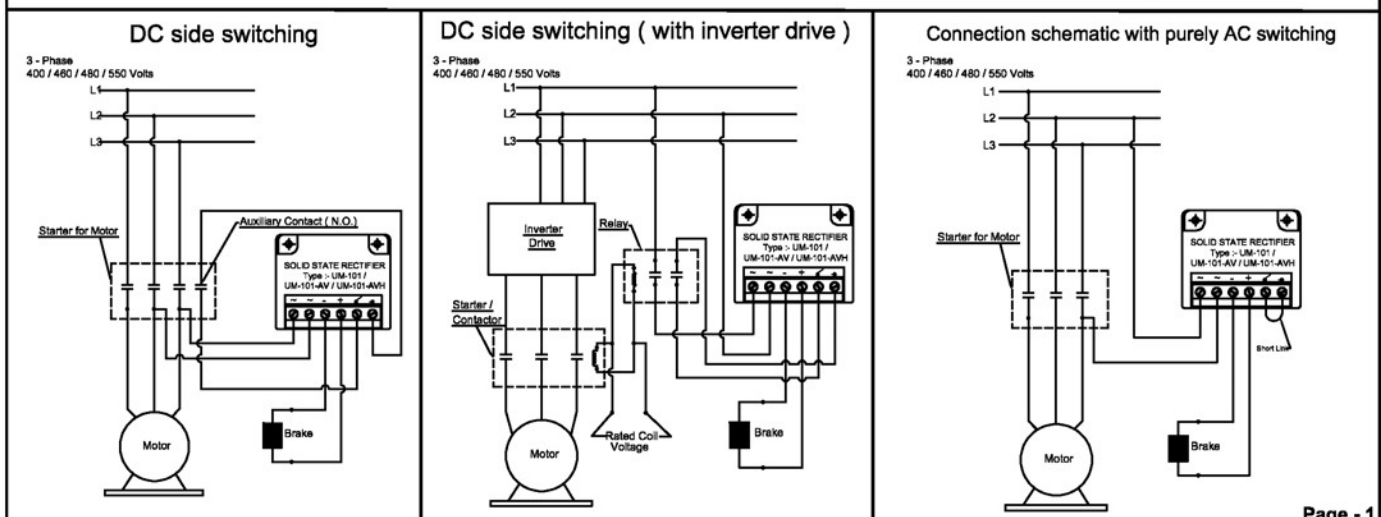 DC side switching
3 - Phase
400 / 460 / 480 / 550 Volts
L1
L2
L3
Starter for Motor
Auxiliary Contact ( N.O.)
SOLID STATE RECTIFIER
Type :- UM-101 /
UM-101-AV / UM-101-AVH
~ ~ - +
Brake
Motor
DC side switching ( with inverter drive )
3 - Phase
400 / 460 / 480 / 550 Volts
L1
L2
L3
Inverter
Drive
Relay
SOLID STATE RECTIFIER
Type :- UM-101 /
UM-101-AV / UM-101-AVH
~ ~ - +
Starter /
Contactor
Rated Coil
Voltage
Brake
Motor
Connection schematic with purely AC switching
3 - Phase
400 / 460 / 480 / 550 Volts
L1
L2
L3
Starter for Motor
SOLID STATE RECTIFIER
Type :- UM-101 /
UM-101-AV / UM-101-AVH
~ ~ - +
Short Link
Brake
Motor
Page - 1